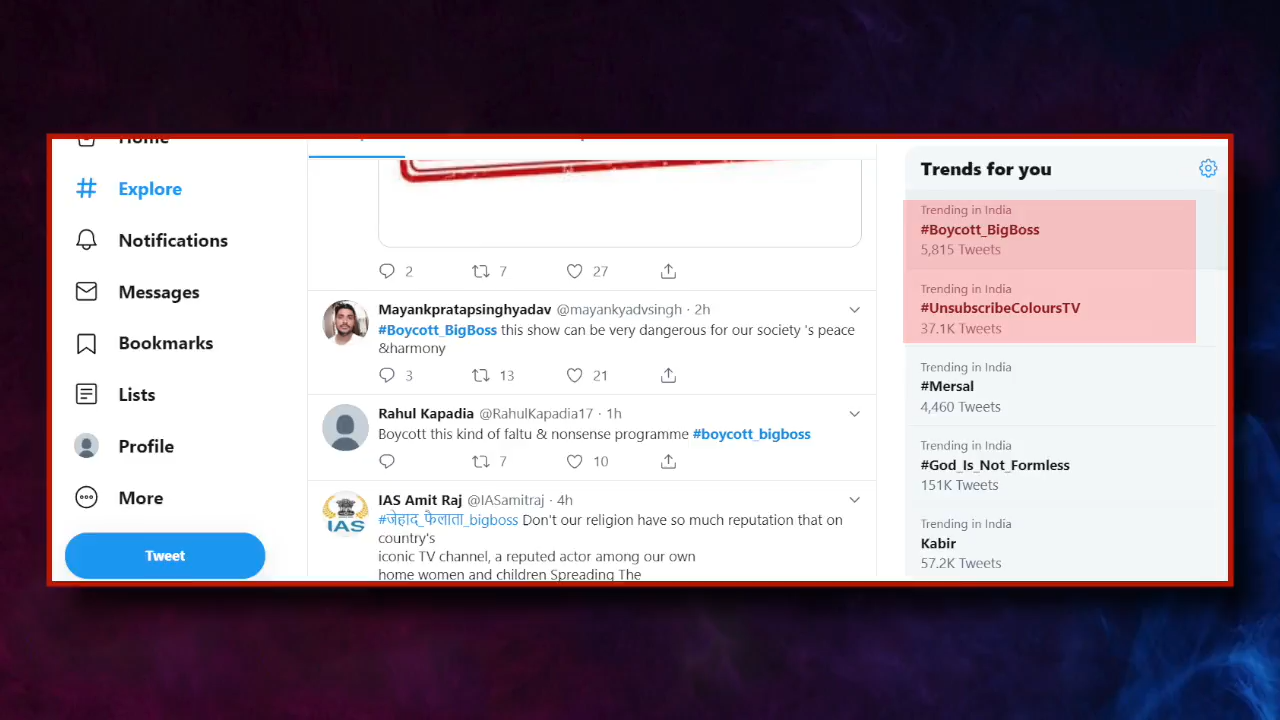 Home
Explore
Notifications
Messages
Bookmarks
Lists
Profile
More
Tweet
2 7 27
Mayankpratapsinghyadav @mayankyadvsingh · 2h
#Boycott_BigBoss this show can be very dangerous for our society 's peace
&harmony
3 13 21
Rahul Kapadia @RahulKapadia17 · 1h
Boycott this kind of faltu & nonsense programme #boycott_bigboss
7 10
IAS
IAS Amit Raj @IASamitraj · 4h
#जेहाद_फैलाता_bigboss Don't our religion have so much reputation that on
country's
iconic TV channel, a reputed actor among our own
home women and children Spreading The
Trends for you
Trending in India
#Boycott_BigBoss
5,815 Tweets
Trending in India
#UnsubscribeColoursTV
37.1K Tweets
Trending in India
#Mersal
4,460 Tweets
Trending in India
#God_Is_Not_Formless
151K Tweets
Trending in India
Kabir
57.2K Tweets